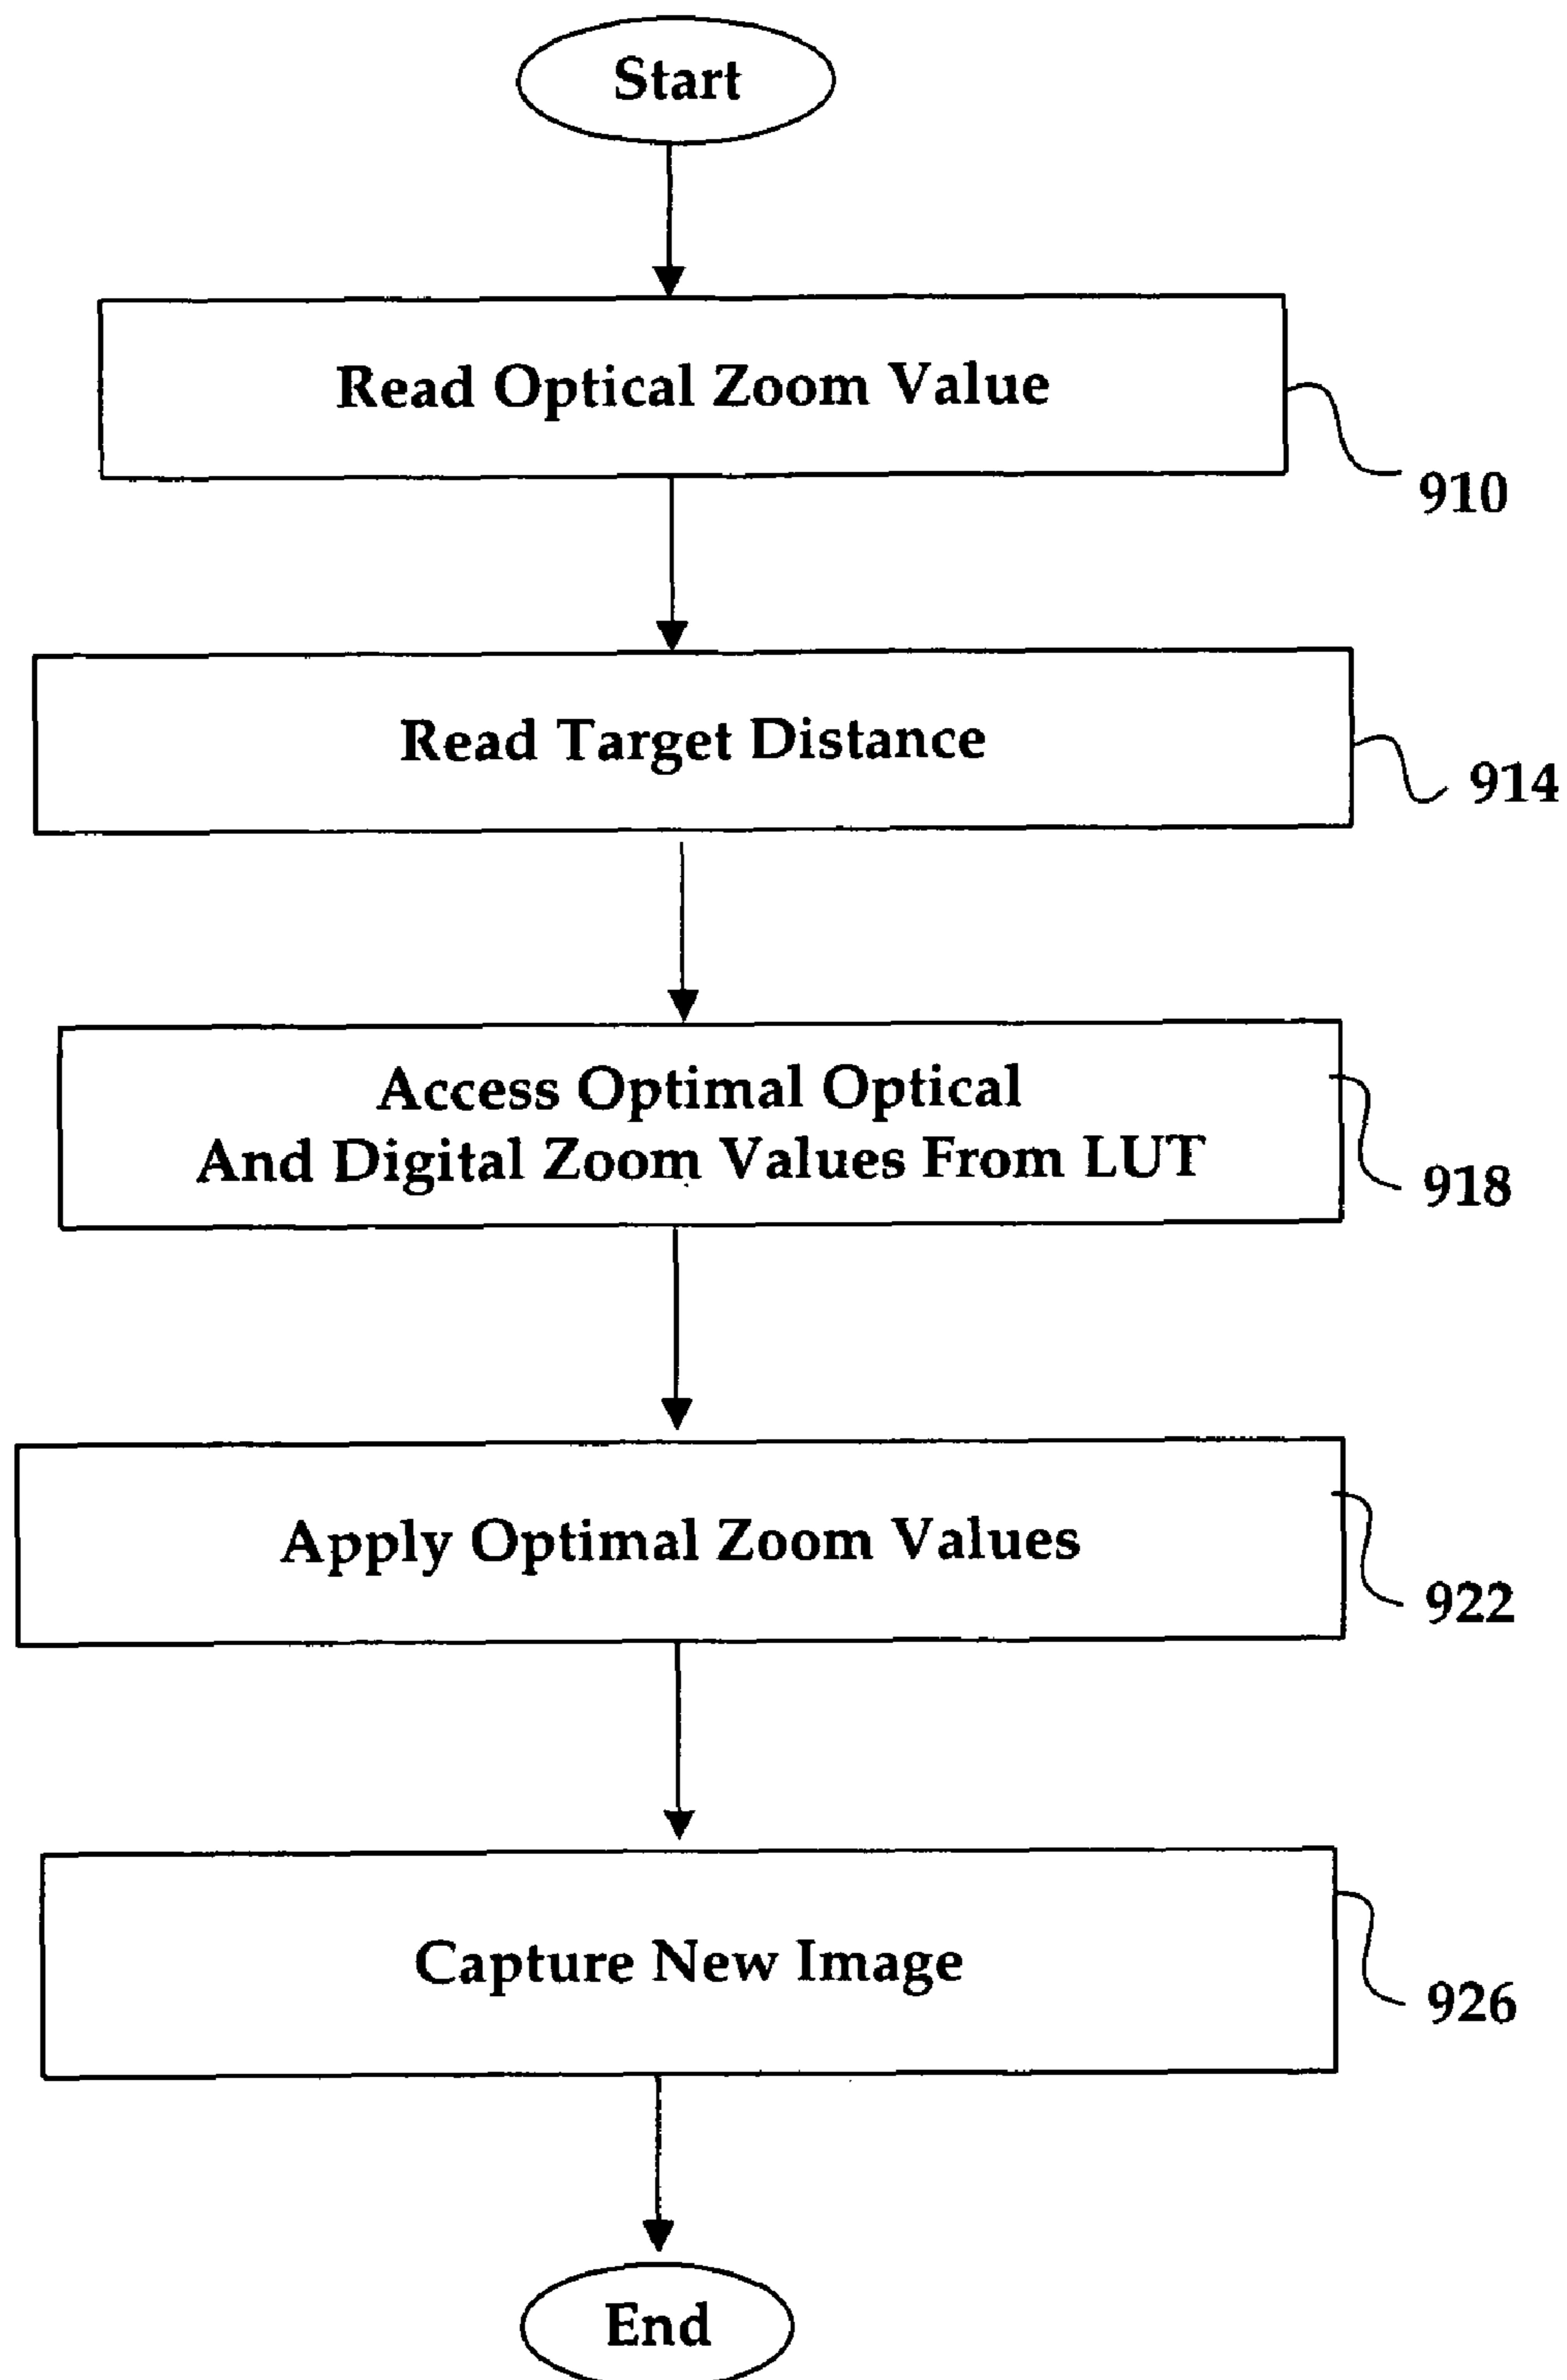 Start
Read Optical Zoom Value
910
Read Target Distance
914
Access Optimal Optical
And Digital Zoom Values From LUT
918
Apply Optimal Zoom Values
922
Capture New Image
926
End